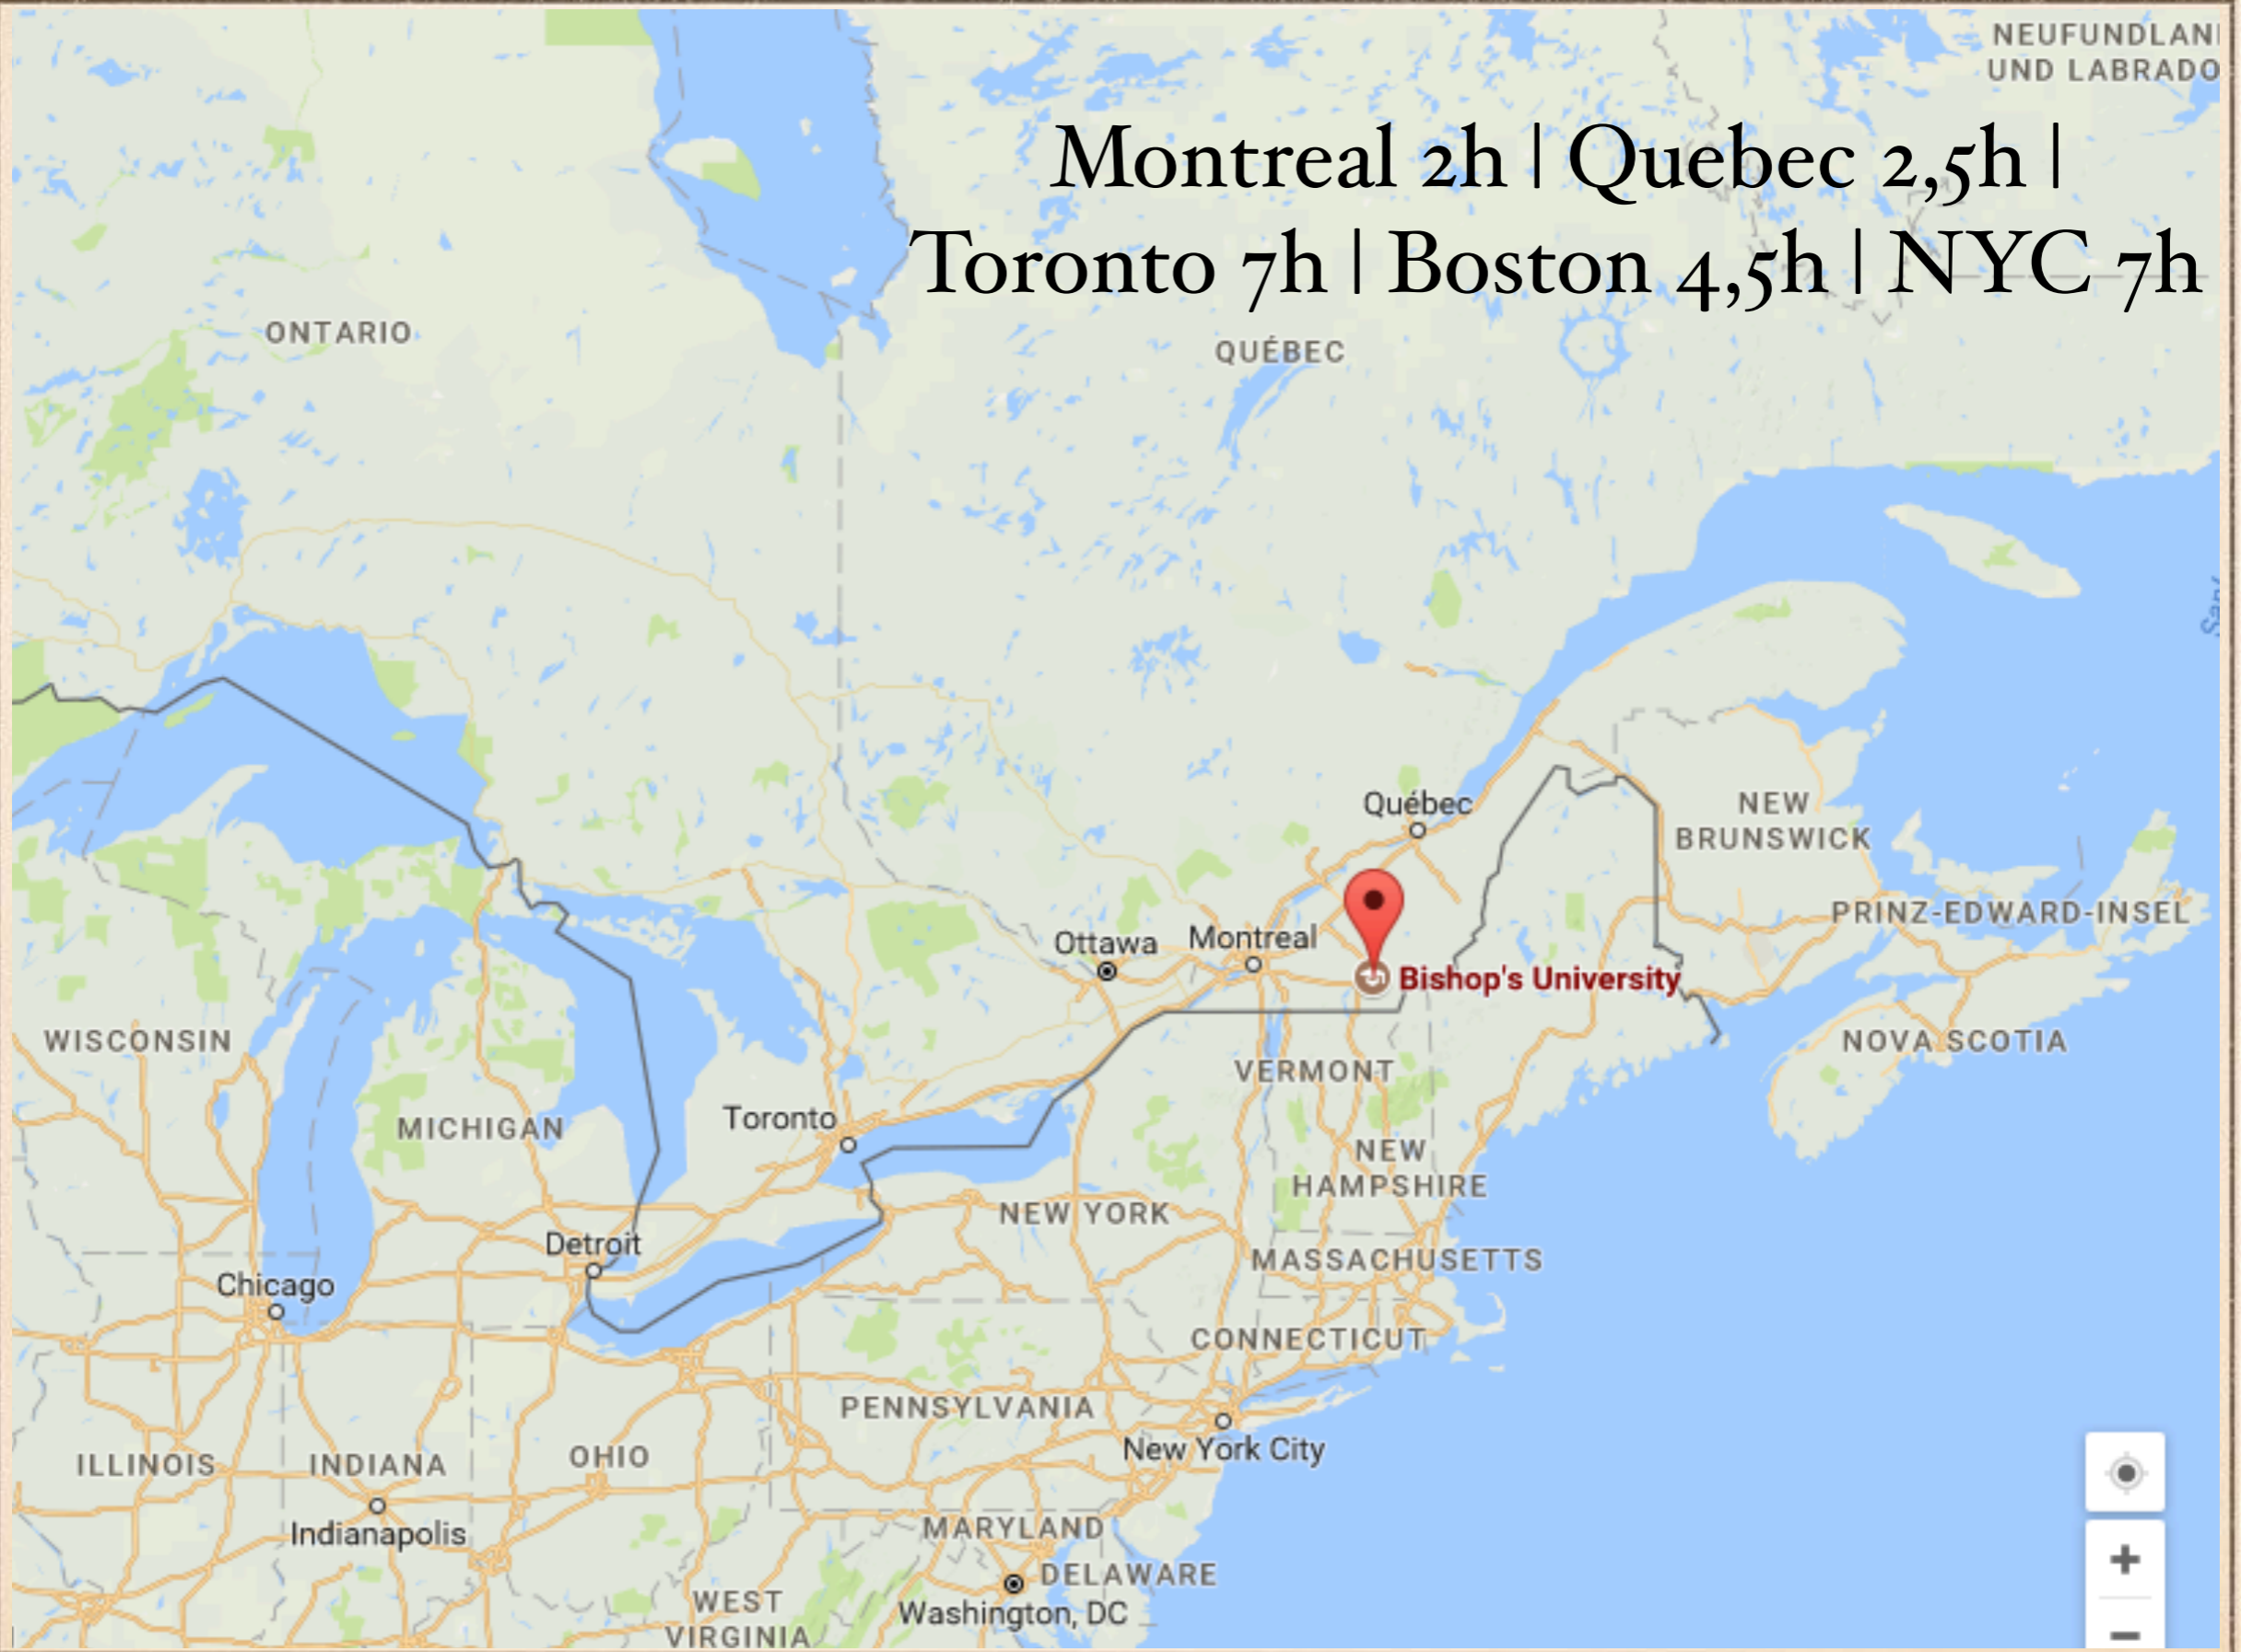 NEUFUNDLAN
UND LABRADO
Montreal 2h | Quebec 2,5h |
Toronto 7h | Boston 4,5h | NYC 7h
ONTARIO
QUÉBEC
Québec
NEW
BRUNSWICK
PRINZ-EDWARD-INSEL
Ottawa
Montreal
Bishop's University
WISCONSIN
NOVA SCOTIA
VERMONT
MICHIGAN
Toronto
NEW
HAMPSHIRE
NEW YORK
Detroit
MASSACHUSETTS
Chicago
CONNECTICUT
PENNSYLVANIA
New York City
ILLINOIS
INDIANA
OHIO
Indianapolis
MARYLAND
DELAWARE
WEST
VIRGINIA
Washington, DC
+
−